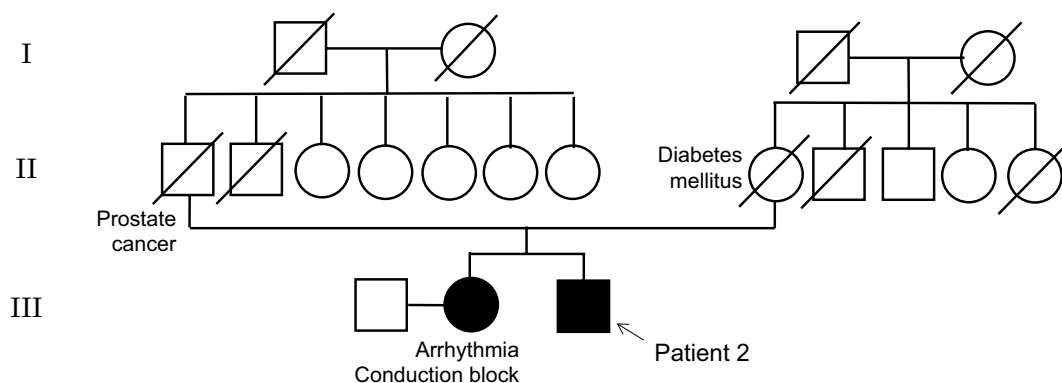 I
II
Diabetes
mellitus
Prostate
cancer
III
Arrhythmia
Conduction block
Patient 2